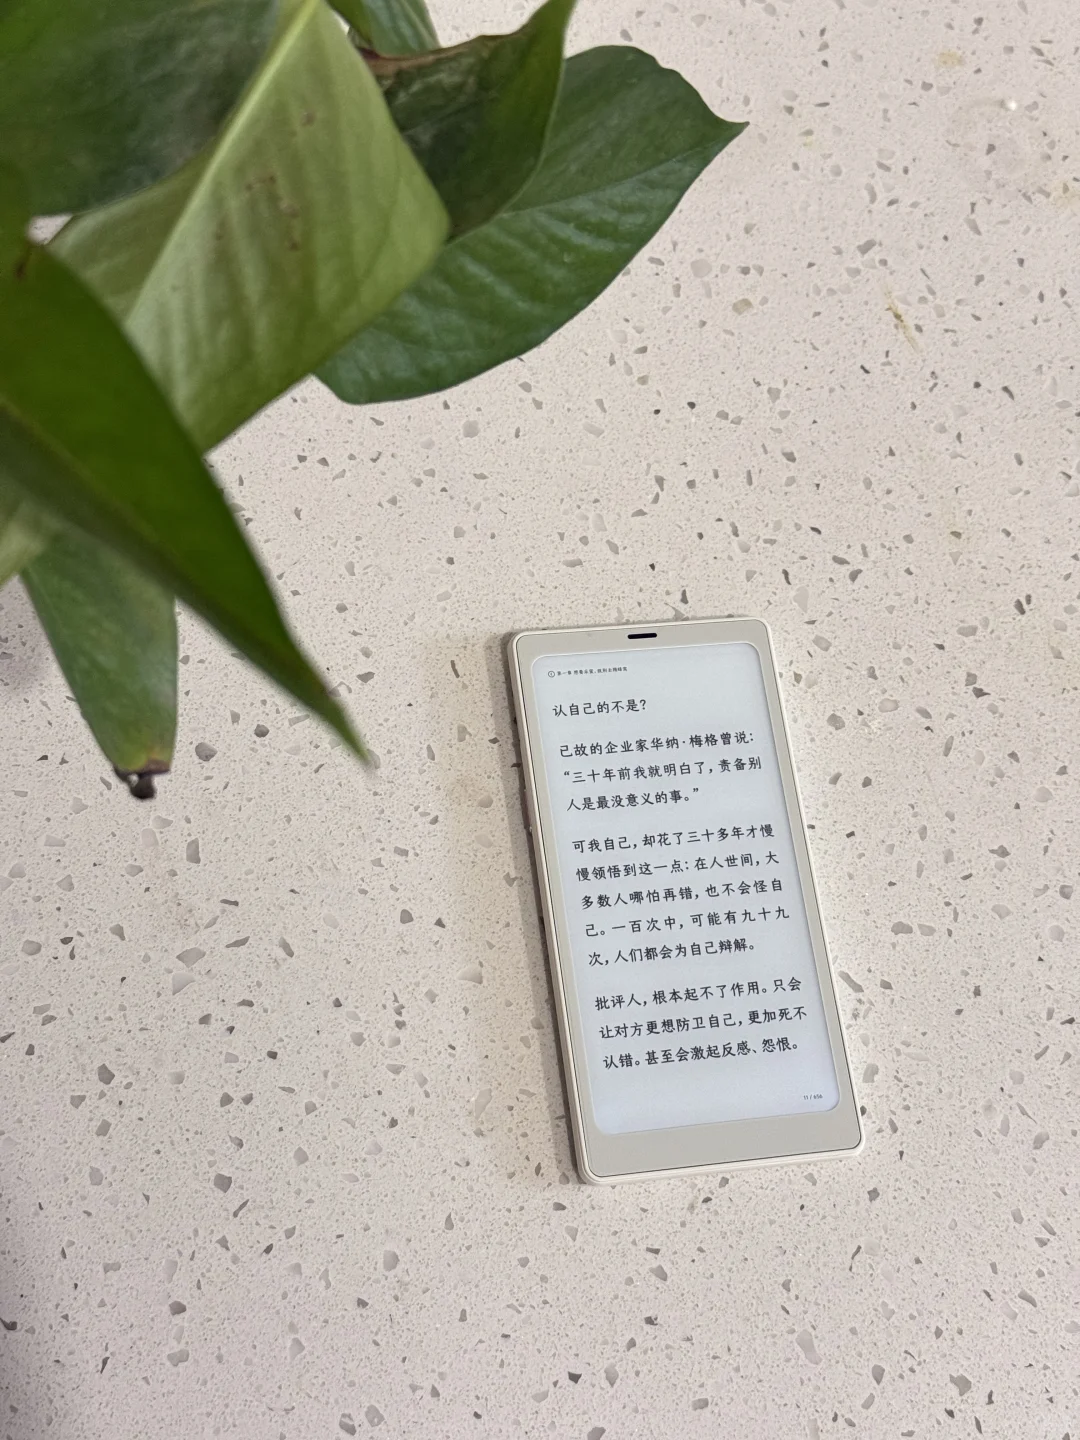 认自己的不是？
已故的企业家华纳·梅格曾说：
“三十年前我就明白了，责备别
人是最没意义的事。”
可我自己，却花了三十多年才慢
慢领悟到这一点：在人世间，大
多数人哪怕再错，也不会怪自
己。一百次中，可能有九十九
次，人们都会为自己辩解。
批评人，根本起不了作用。只会
让对方更想防卫自己，更加死不
认错。甚至会激起反感、怨恨。